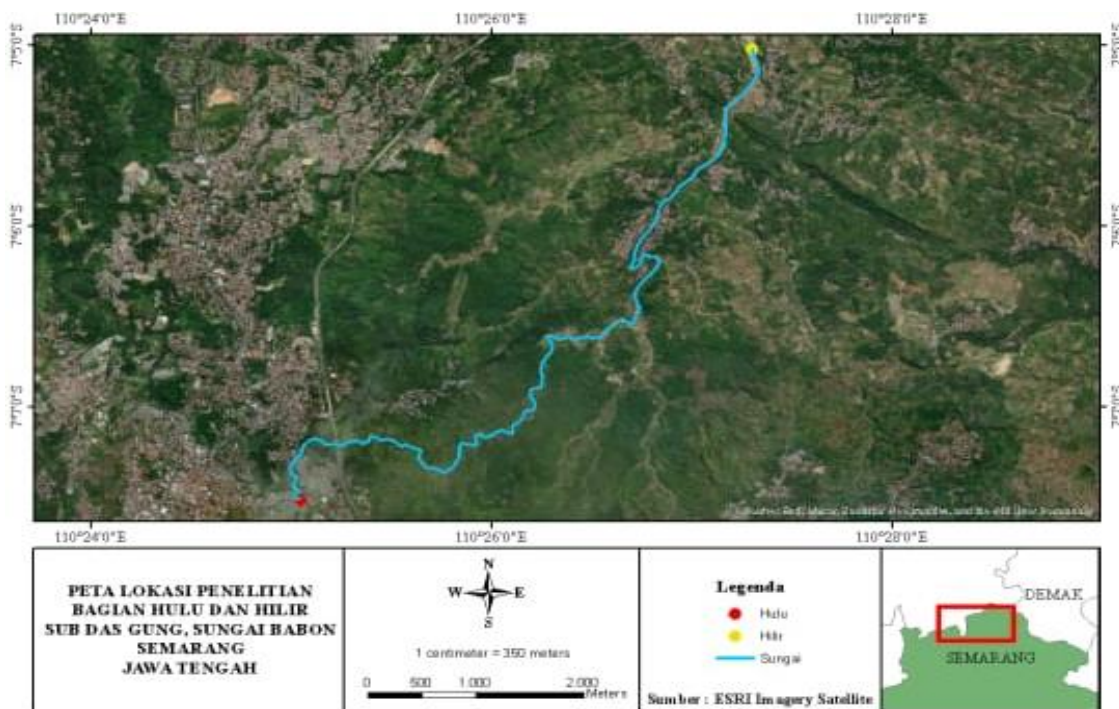 110°24'0"E 110°26'0"E 110°28'0"E
7°5'0"S
7°6'0"S
7°7'0"S
110°24'0"E 110°26'0"E 110°28'0"E
PETA LOKASI PENELITIAN
BAGIAN HULU DAN HILIR
SUB DAS GUNG, SUNGAI BABON
SEMARANG
JAWA TENGAH
N
W E
S
1 centimeter = 350 meters
0 500 1.000 2.000
Meters
Legenda
Hulu
Hilir
Sungai
Sumber : ESRI Imagery Satellite
DEMAK
SEMARANG